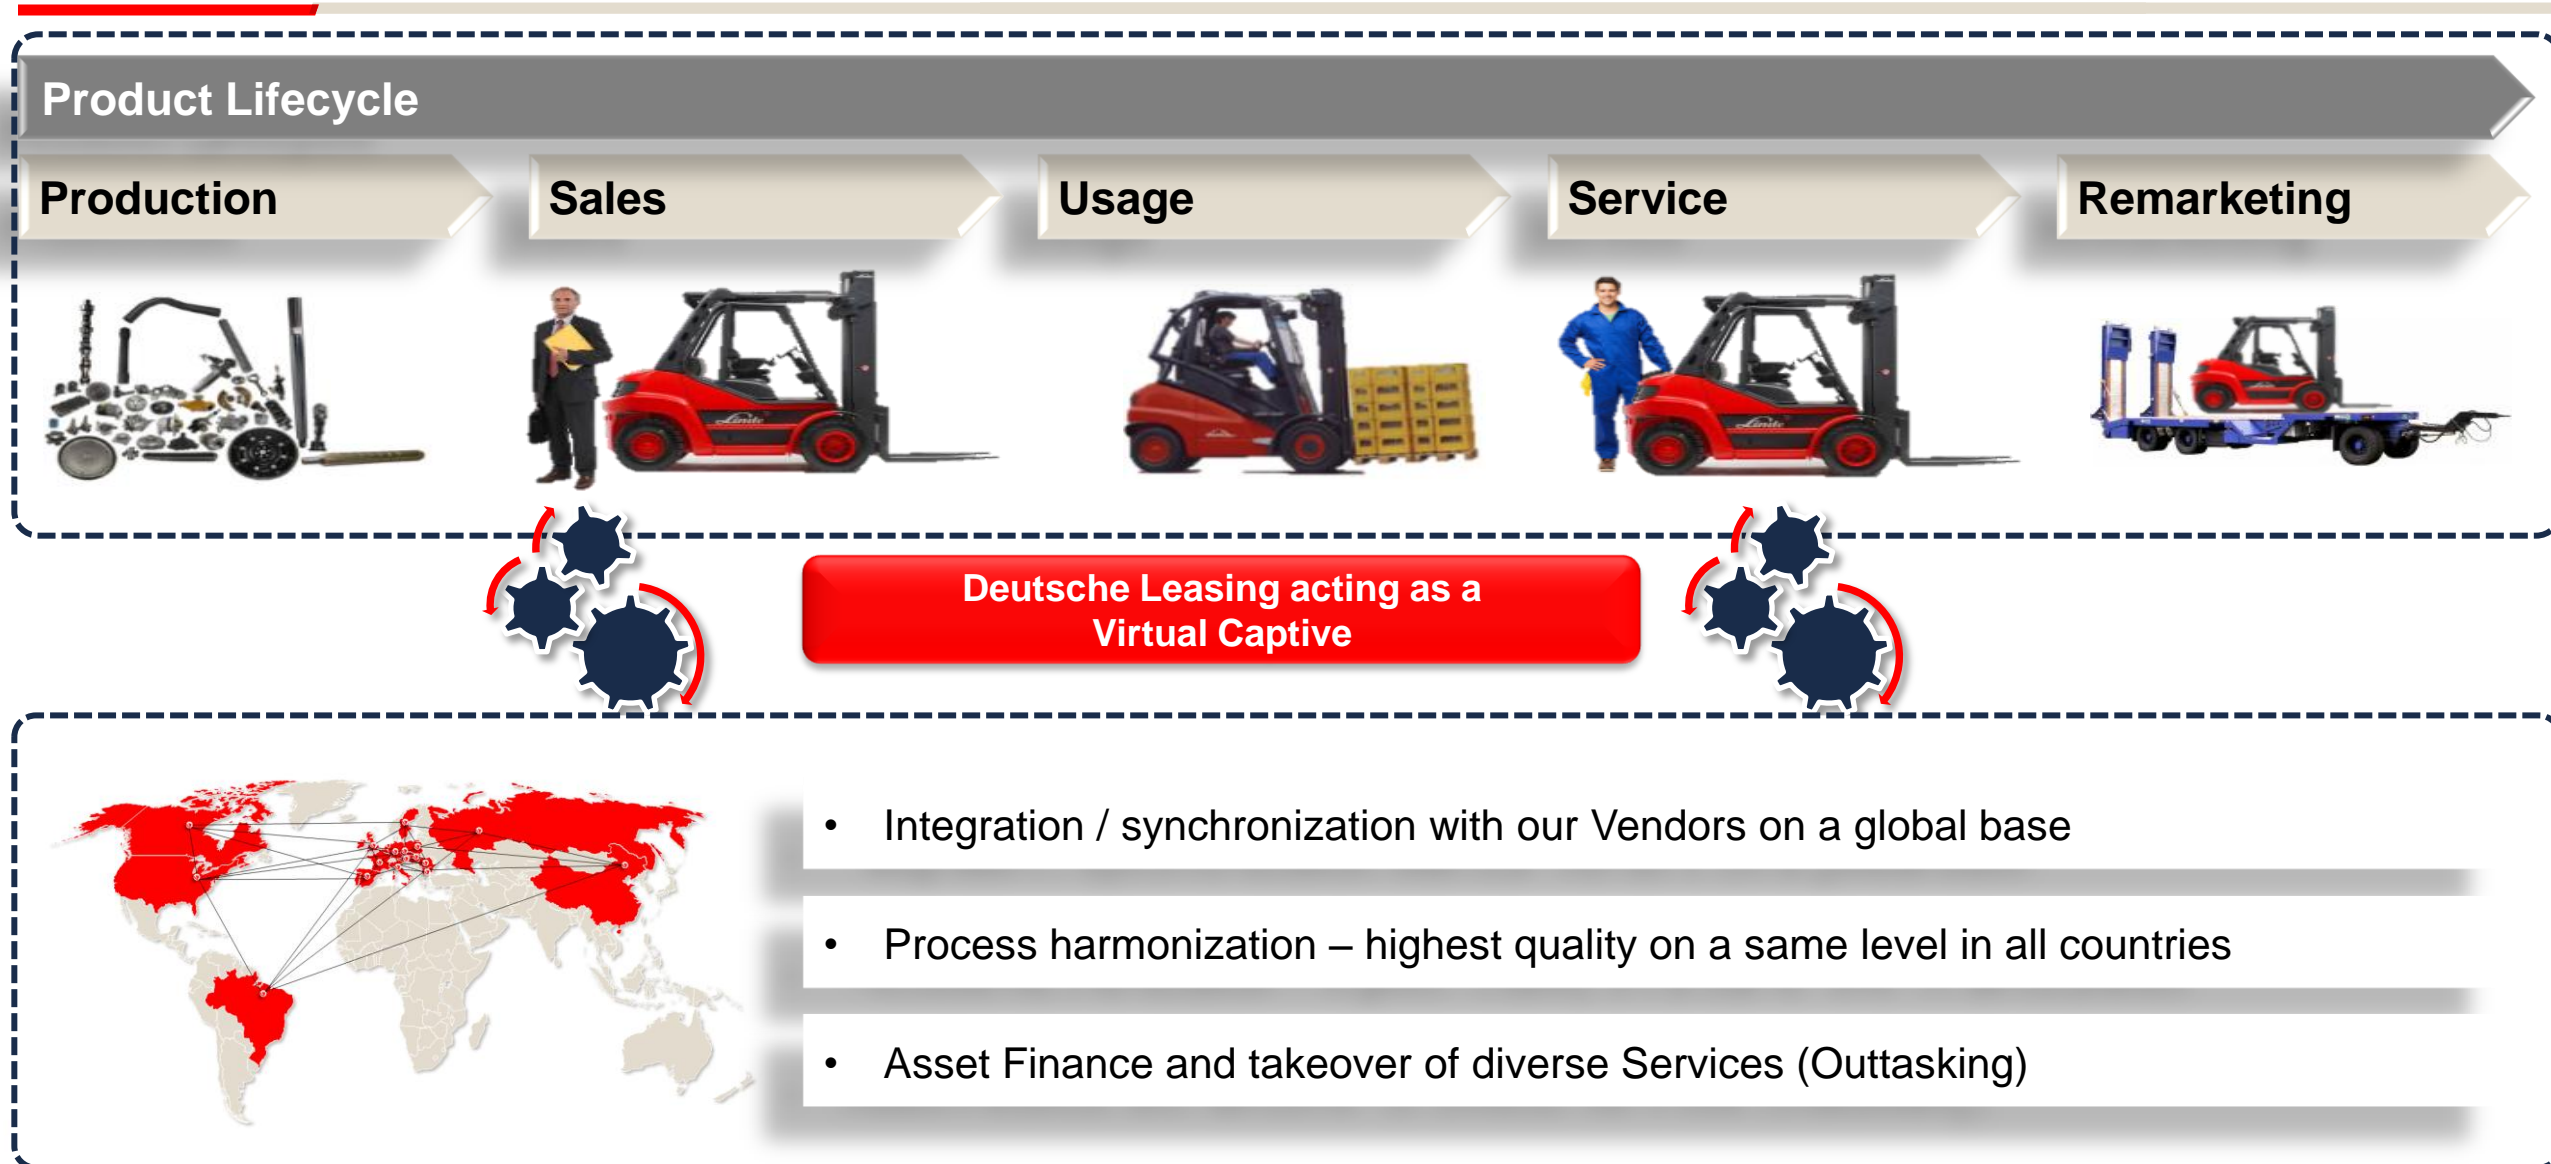 Product Lifecycle
Production
Sales
Usage
Service
Remarketing
Linde
Linde
Deutsche Leasing acting as a
Virtual Captive
• Integration / synchronization with our Vendors on a global base
• Process harmonization – highest quality on a same level in all countries
• Asset Finance and takeover of diverse Services (Outtasking)